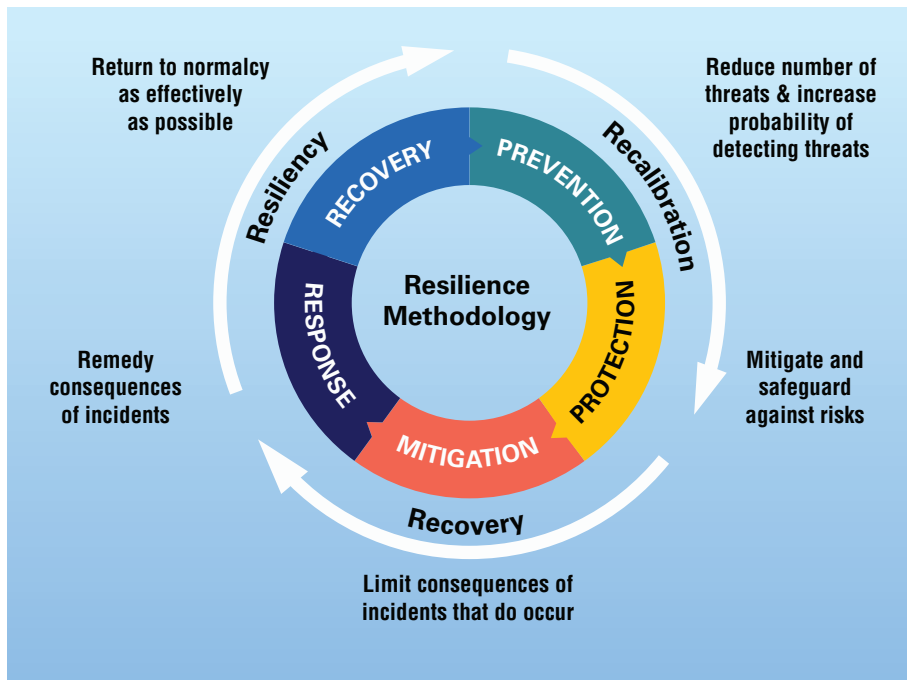 Return to normalcy
as effectively
as possible
Reduce number of
threats & increase
probability of
detecting threats
Resiliency
RECOVERY
PREVENTION
Recalibration
Resilience
Methodology
RESPONSE
PROTECTION
Remedy
consequences
of incidents
Mitigate and
safeguard
against risks
MITIGATION
Recovery
Limit consequences of
incidents that do occur